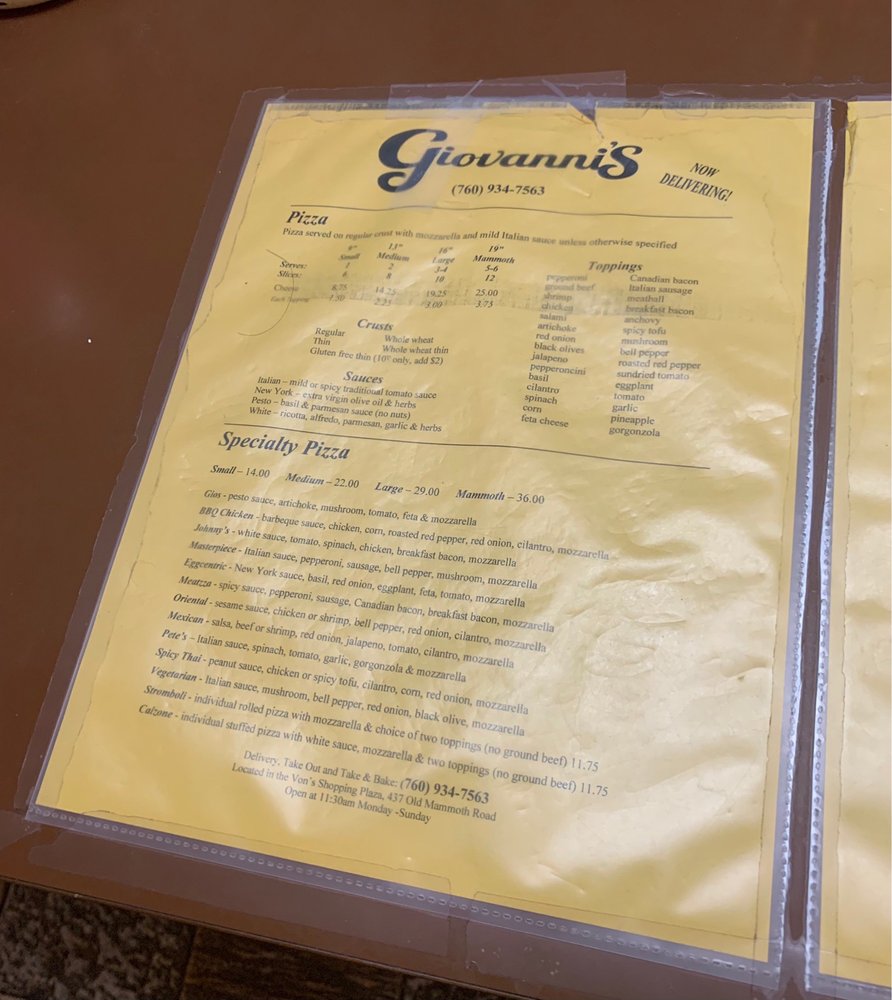 Giovanni's
NOW
DELIVERING!
(760) 934-7563
Pizza
Pizza served on regular crust with mozzarella and mild Italian sauce unless otherwise specified
9" 13" 16" 19"
Small Medium Large Mammoth
Serves: 1 2 3-4 5-6
Slices: 6 8 10 12
Cheese 8.75 14.25 19.25 25.00
Each Topping 1.50 2.25 3.00 3.75
Toppings
pepperoni Canadian bacon
ground beef Italian sausage
shrimp meatball
chicken breakfast bacon
salami anchovy
artichoke spicy tofu
red onion mushroom
black olives bell pepper
jalapeno roasted red pepper
pepperoncini sundried tomato
basil eggplant
cilantro tomato
spinach garlic
corn pineapple
feta cheese gorgonzola
Crusts
Regular Whole wheat
Thin Whole wheat thin
Gluten free thin (10" only, add $2)
Sauces
Italian – mild or spicy traditional tomato sauce
New York – extra virgin olive oil & herbs
Pesto – basil & parmesan sauce (no nuts)
White – ricotta, alfredo, parmesan, garlic & herbs
Specialty Pizza
Small – 14.00 Medium – 22.00 Large – 29.00 Mammoth – 36.00
Gios - pesto sauce, artichoke, mushroom, tomato, feta & mozzarella
BBQ Chicken - barbeque sauce, chicken, corn, roasted red pepper, red onion, cilantro, mozzarella
Johnny's - white sauce, tomato, spinach, chicken, breakfast bacon, mozzarella
Masterpiece - Italian sauce, pepperoni, sausage, bell pepper, mushroom, mozzarella
Eggcentric - New York sauce, basil, red onion, eggplant, feta, tomato, mozzarella
Meatzza - spicy sauce, pepperoni, sausage, Canadian bacon, breakfast bacon, mozzarella
Oriental - sesame sauce, chicken or shrimp, bell pepper, red onion, cilantro, mozzarella
Mexican - salsa, beef or shrimp, red onion, jalapeno, tomato, cilantro, mozzarella
Pete's – Italian sauce, spinach, tomato, garlic, gorgonzola & mozzarella
Spicy Thai - peanut sauce, chicken or spicy tofu, cilantro, corn, red onion, mozzarella
Vegetarian - Italian sauce, mushroom, bell pepper, red onion, black olive, mozzarella
Stromboli - individual rolled pizza with mozzarella & choice of two toppings (no ground beef) 11.75
Calzone - individual stuffed pizza with white sauce, mozzarella & two toppings (no ground beef) 11.75
Delivery, Take Out and Take & Bake: (760) 934-7563
Located in the Von's Shopping Plaza, 437 Old Mammoth Road
Open at 11:30am Monday -Sunday